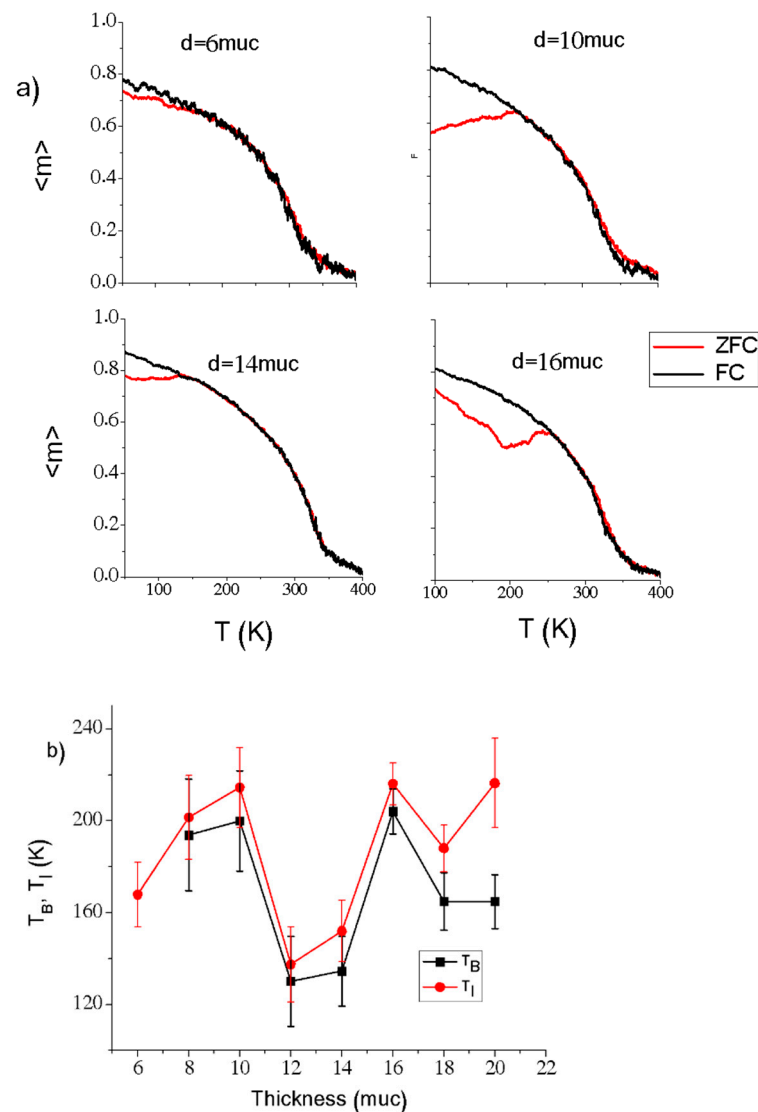 a)
d=6muc
d=10muc
<m>
1.0
0.8
0.6
0.4
0.2
0.0
F
d=14muc
d=16muc
ZFC
FC
<m>
1.0
0.8
0.6
0.4
0.2
0.0
100 200 300 400
100 200 300 400
T (K)
T (K)
b)
T_B, T_I (K)
240
200
160
120
T_B
T_I
6 8 10 12 14 16 18 20 22
Thickness (muc)